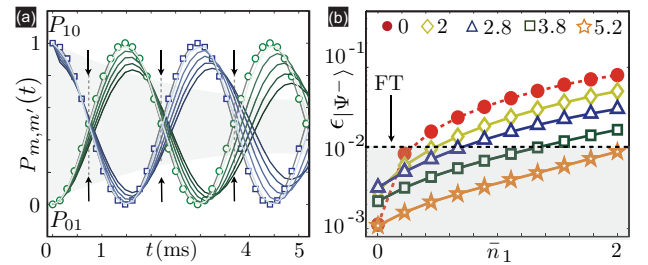 (a)
P10
1
Pm,m′(t)
0
P01
0 1 2 3 4 5
t(ms)
(b)
0 2 2.8 3.8 5.2
10⁻¹
FT
ϵ|Ψ⁻⟩
10⁻²
10⁻³
0 1 2
n̄1